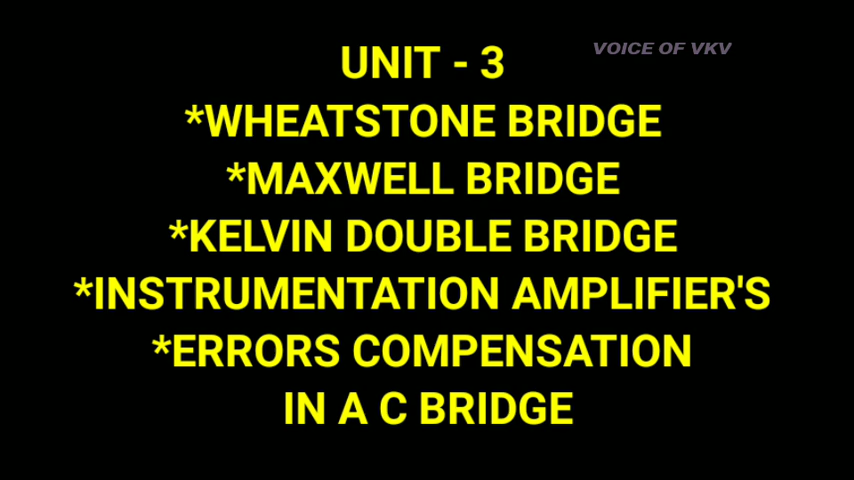 VOICE OF VKV
UNIT - 3
*WHEATSTONE BRIDGE
*MAXWELL BRIDGE
*KELVIN DOUBLE BRIDGE
*INSTRUMENTATION AMPLIFIER'S
*ERRORS COMPENSATION
IN A C BRIDGE